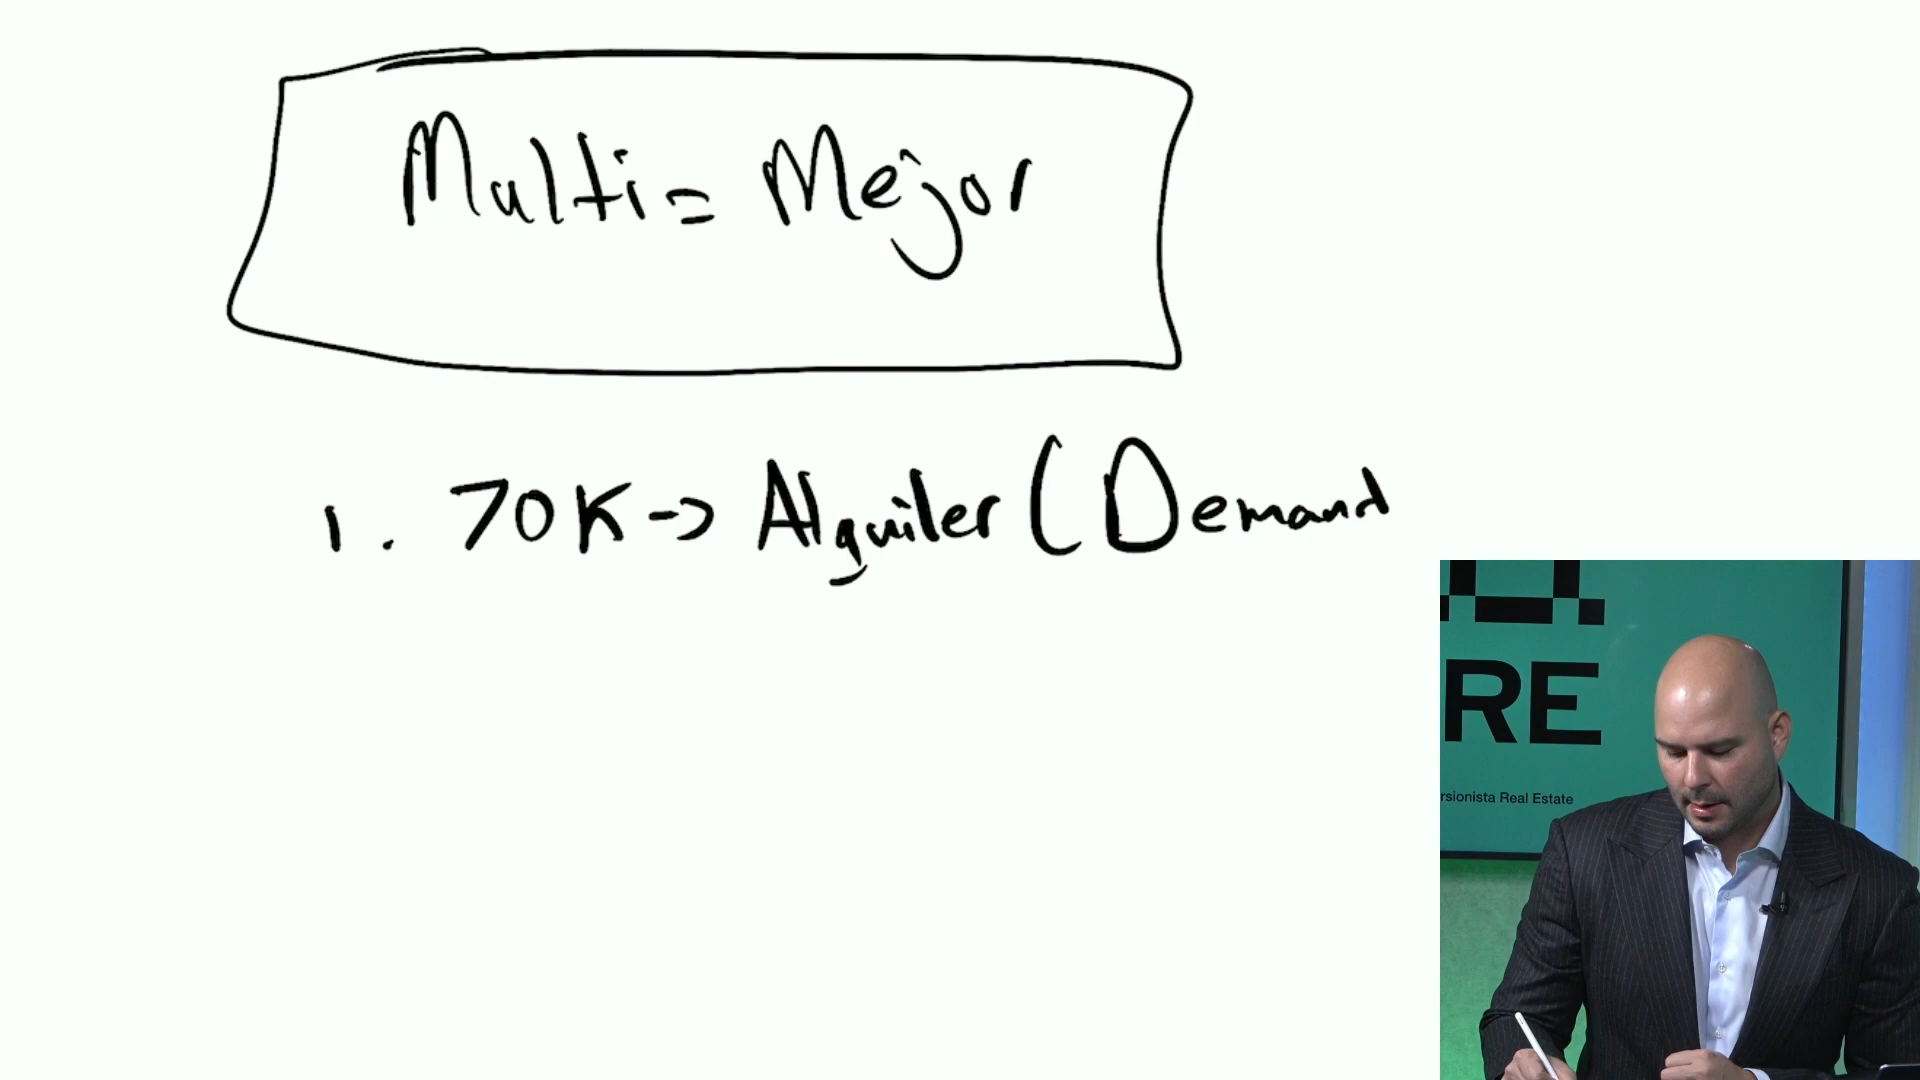 Multi = Mejor
1. 70K -> Alquiler (Demand
RE
rsionista Real Estate